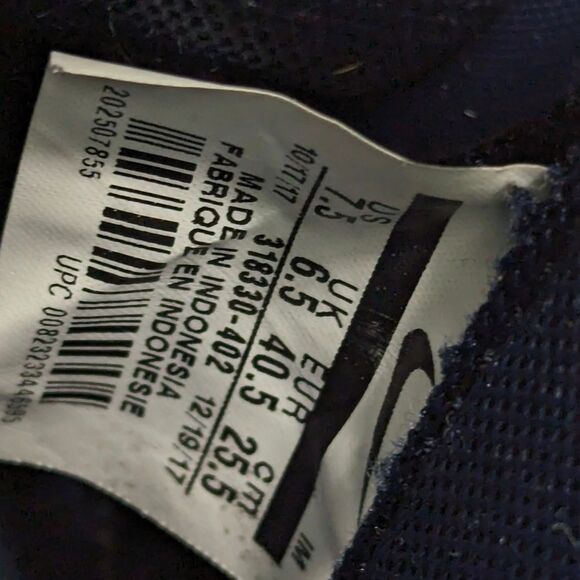 US UK EUR cm
7.5 6.5 40.5 25.5
10/17/17 318330-402 12/19/17
MADE IN INDONESIA
FABRIQUE EN INDONESIE
202507855
UPC
IM